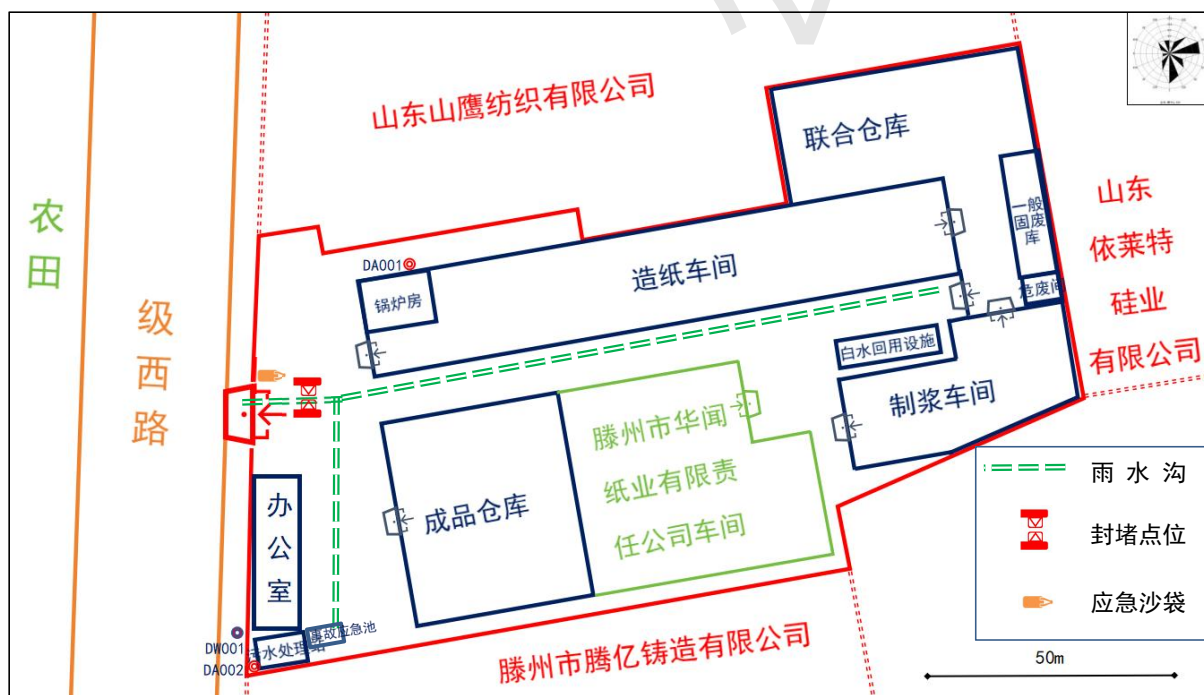 山东山鹰纺织有限公司
联合仓库
农
田
级
西
路
一般
固废
库
山东
依莱特
硅业
有限公司
DA001
锅炉房
造纸车间
危废间
白水回用设施
制浆车间
滕州市华闻
纸业有限责
任公司车间
成品仓库
办
公
室
事故应急池
水处理站
DW001
DA002
滕州市腾亿铸造有限公司
雨水沟
封堵点位
应急沙袋
50m